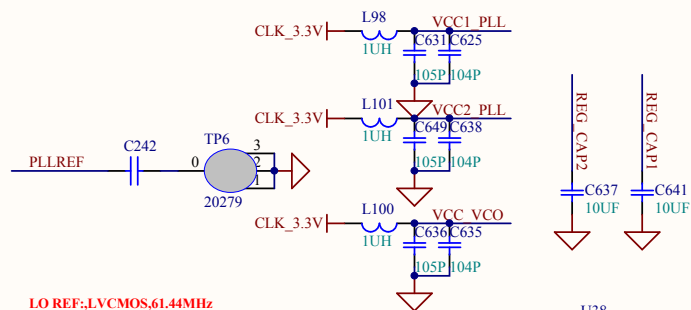 L98
CLK_3.3V
VCC1_PLL
1UH
C631 C625
105P 104P
L101
CLK_3.3V
VCC2_PLL
1UH
C649 C638
105P 104P
L100
CLK_3.3V
VCC_VCO
1UH
C636 C635
105P 104P
C242
PLLREF
TP6
0
3
2
1
20279
REG_CAP2
C637
10UF
REG_CAP1
C641
10UF
LO REF:,LVCMOS,61.44MHz